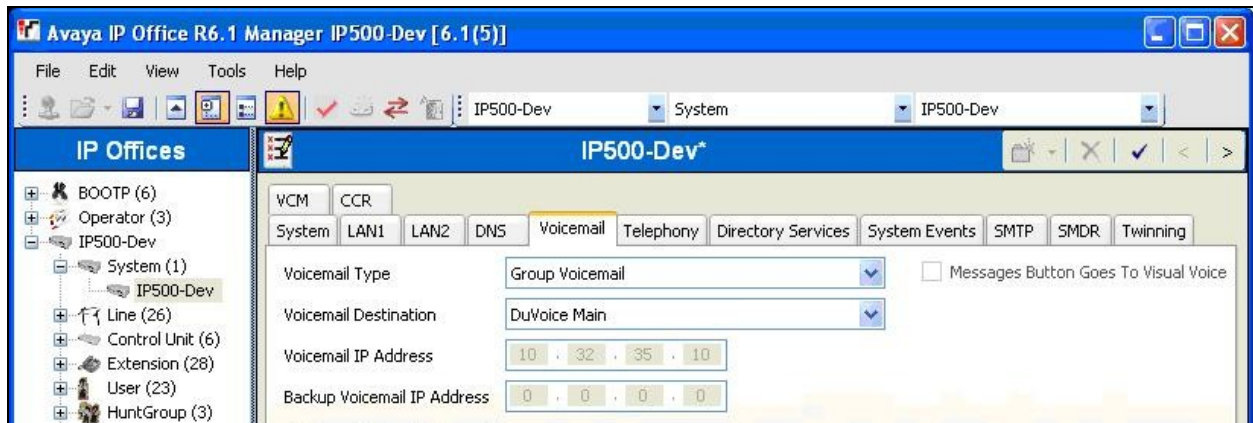 Avaya IP Office R6.1 Manager IP500-Dev [6.1(5)]
File Edit View Tools Help
IP500-Dev System IP500-Dev
IP Offices
BOOTP (6)
Operator (3)
IP500-Dev
System (1)
IP500-Dev
Line (26)
Control Unit (6)
Extension (28)
User (23)
HuntGroup (3)
IP500-Dev*
VCM CCR
System LAN1 LAN2 DNS Voicemail Telephony Directory Services System Events SMTP SMDR Twinning
Voicemail Type Group Voicemail Messages Button Goes To Visual Voice
Voicemail Destination DuVoice Main
Voicemail IP Address 10 . 32 . 35 . 10
Backup Voicemail IP Address 0 . 0 . 0 . 0